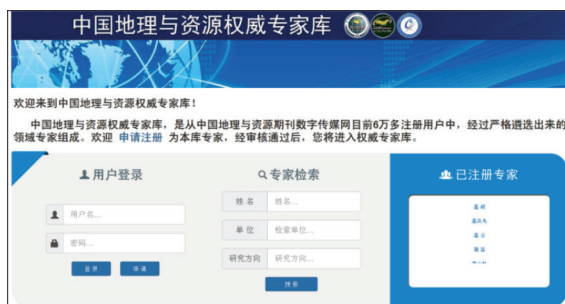 中国地理与资源权威专家库
欢迎来到中国地理与资源权威专家库！
中国地理与资源权威专家库，是从中国地理与资源期刊数字传媒网目前6万多注册用户中，经过严格遴选出来的
领域专家组成。欢迎 申请注册 为本库专家，经审核通过后，您将进入权威专家库。
用户登录
用户名...
密码...
登录 申请
专家检索
姓名 姓名...
单位 检索单位...
研究方向 研究方向...
搜索
已注册专家